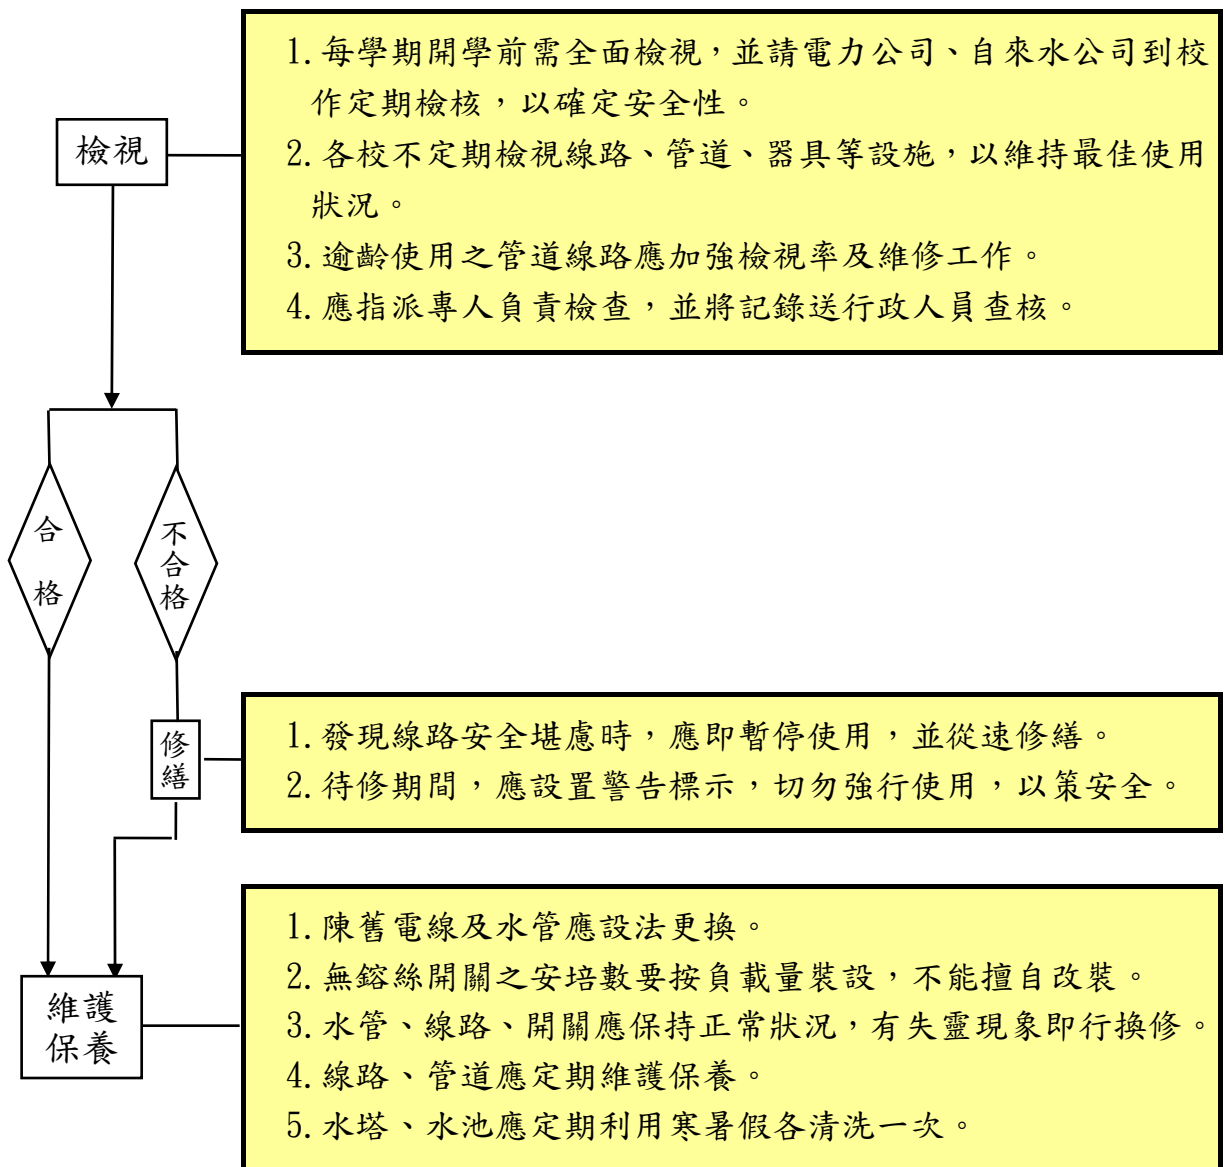 檢視
1. 每學期開學前需全面檢視，並請電力公司、自來水公司到校
作定期檢核，以確定安全性。
2. 各校不定期檢視線路、管道、器具等設施，以維持最佳使用
狀況。
3. 逾齡使用之管道線路應加強檢視率及維修工作。
4. 應指派專人負責檢查，並將記錄送行政人員查核。
合格
不合格
修繕
1. 發現線路安全堪慮時，應即暫停使用，並從速修繕。
2. 待修期間，應設置警告標示，切勿強行使用，以策安全。
維護
保養
1. 陳舊電線及水管應設法更換。
2. 無鎔絲開關之安培數要按負載量裝設，不能擅自改裝。
3. 水管、線路、開關應保持正常狀況，有失靈現象即行換修。
4. 線路、管道應定期維護保養。
5. 水塔、水池應定期利用寒暑假各清洗一次。